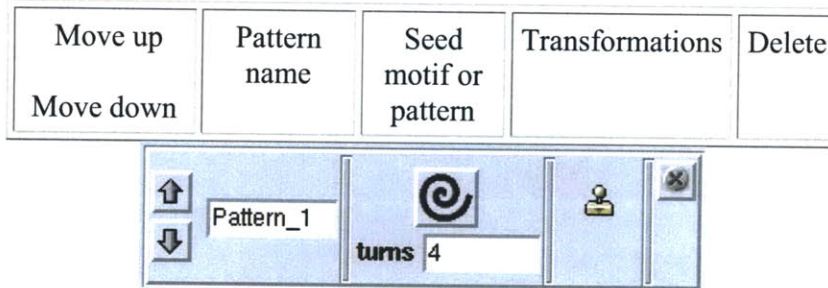 Move up
Move down
Pattern
name
Seed
motif or
pattern
Transformations
Delete
Pattern_1
turns 4